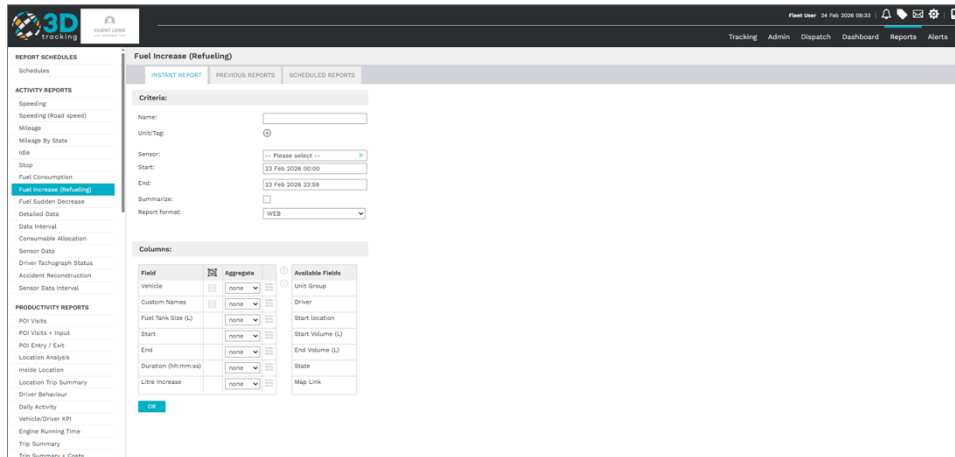 3D
tracking
CLIENT LOGO
Fleet User 24 Feb 2026 08:33
Tracking Admin Dispatch Dashboard Reports Alerts
REPORT SCHEDULES
Schedules
ACTIVITY REPORTS
Speeding
Speeding (Road speed)
Mileage
Mileage By State
Idle
Stop
Fuel Consumption
Fuel Increase (Refueling)
Fuel Sudden Decrease
Detailed Data
Data Interval
Consumable Allocation
Sensor Data
Driver Tachograph Status
Accident Reconstruction
Sensor Data Interval
PRODUCTIVITY REPORTS
POI Visits
POI Visits + Input
POI Entry / Exit
Location Analysis
Inside Location
Location Trip Summary
Driver Behaviour
Daily Activity
Vehicle/Driver KPI
Engine Running Time
Trip Summary
Trip Summary + Costs
Fuel Increase (Refueling)
INSTANT REPORT PREVIOUS REPORTS SCHEDULED REPORTS
Criteria:
Name:
Unit/Tag:
Sensor: -- Please select --
Start: 23 Feb 2026 00:00
End: 23 Feb 2026 23:59
Summarize:
Report format: WEB
Columns:
Field Aggregate Available Fields
Vehicle none Unit Group
Custom Names none Driver
Fuel Tank Size (L) none Start location
Start none Start Volume (L)
End none End Volume (L)
Duration (hh:mm:ss) none State
Litre Increase none Map Link
OK